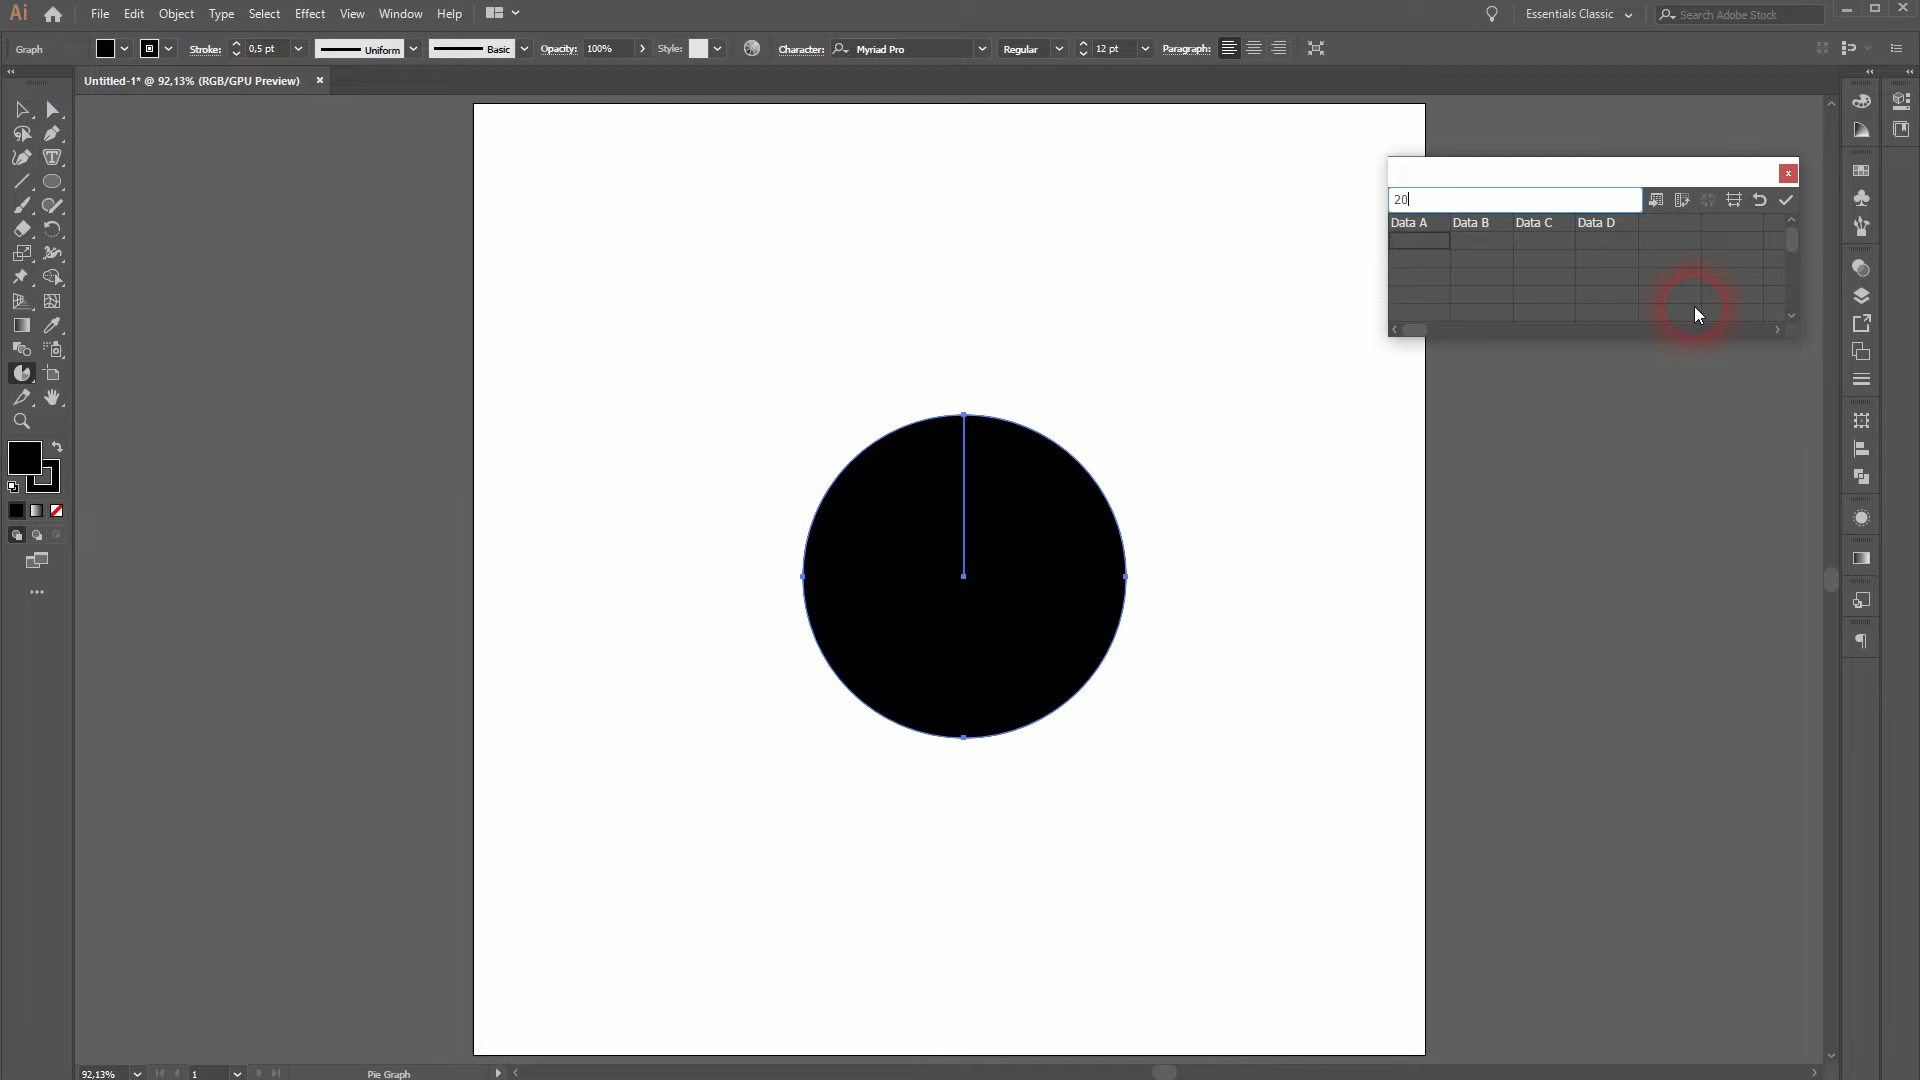 Ai File Edit Object Type Select Effect View Window Help Essentials Classic Search Adobe Stock
Graph Stroke: 0,5 pt Uniform Basic Opacity: 100% Style: Character: Myriad Pro Regular 12 pt Paragraph:
Untitled-1* @ 92,13% (RGB/GPU Preview)
20
Data A Data B Data C Data D
92,13% 1 Pie Graph